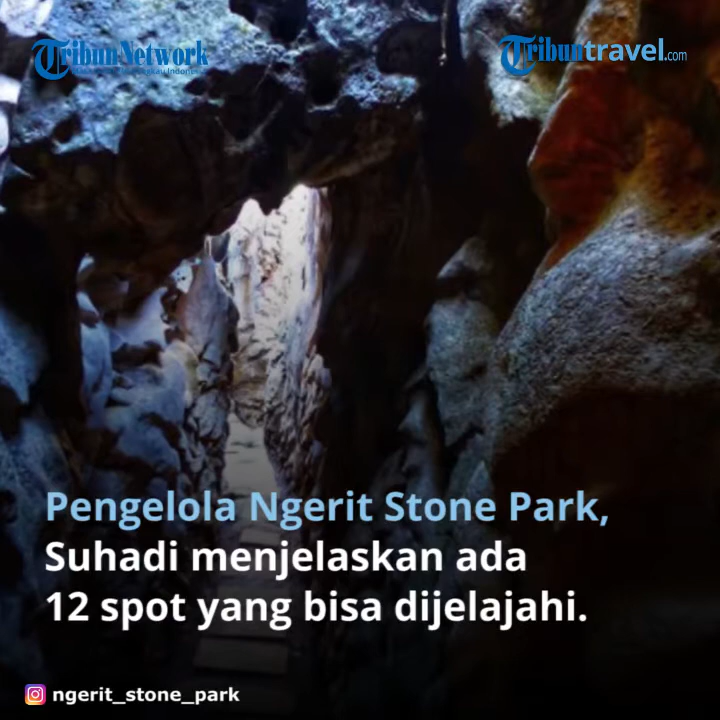 TribunNetwork
Tribuntravel.com
Pengelola Ngerit Stone Park,
Suhadi menjelaskan ada
12 spot yang bisa dijelajahi.
ngerit_stone_park